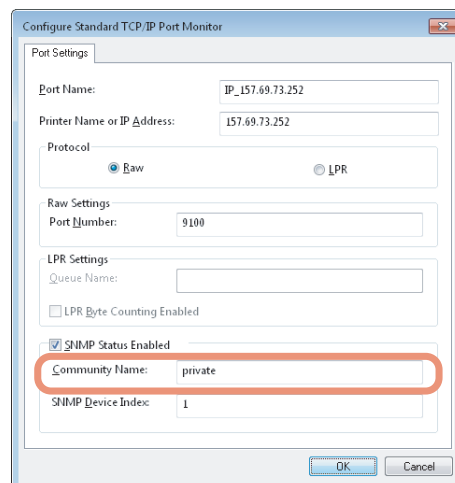 Configure Standard TCP/IP Port Monitor
Port Settings
Port Name: IP_157.69.73.252
Printer Name or IP Address: 157.69.73.252
Protocol
Raw LPR
Raw Settings
Port Number: 9100
LPR Settings
Queue Name:
LPR Byte Counting Enabled
SNMP Status Enabled
Community Name: private
SNMP Device Index: 1
OK Cancel